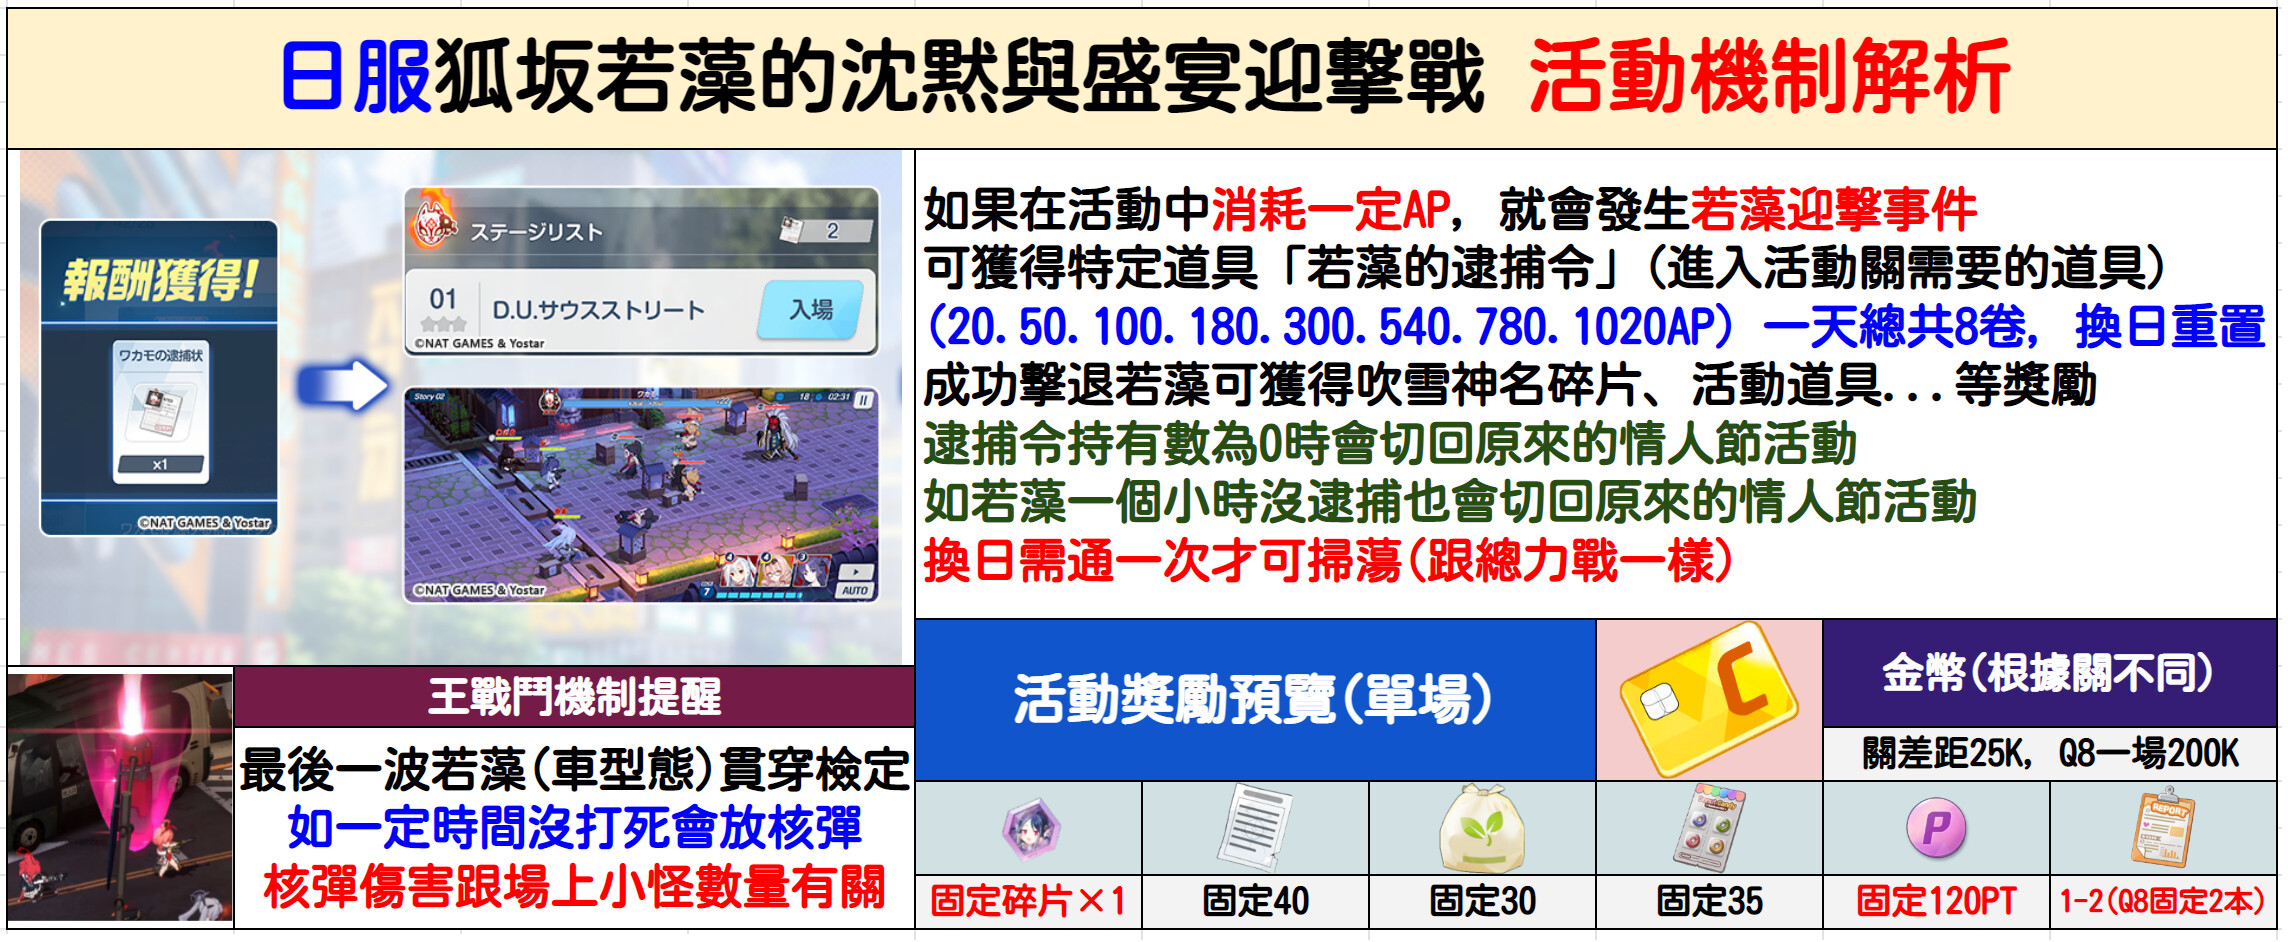 日服狐坂若藻的沈黙與盛宴迎擊戰 活動機制解析
報酬獲得!
ワカモの逮捕状
x1
©NAT GAMES & Yostar
ステージリスト
2
01
D.U.サウスストリート
入場
©NAT GAMES & Yostar
Story 02
ワカモ
18
02:31
4
4
3
COST
7
AUTO
©NAT GAMES & Yostar
如果在活動中消耗一定AP, 就會發生若藻迎擊事件
可獲得特定道具「若藻的逮捕令」(進入活動關需要的道具)
(20.50.100.180.300.540.780.1020AP) 一天總共8卷, 換日重置
成功擊退若藻可獲得吹雪神名碎片、活動道具...等獎勵
逮捕令持有數為0時會切回原來的情人節活動
如若藻一個小時沒逮捕也會切回原來的情人節活動
換日需通一次才可掃蕩(跟總力戰一樣)
王戰鬥機制提醒
最後一波若藻(車型態)貫穿檢定
如一定時間沒打死會放核彈
核彈傷害跟場上小怪數量有關
活動獎勵預覽(單場)
C
金幣(根據關不同)
關差距25K, Q8一場200K
P
REPORT
固定碎片×1
固定40
固定30
固定35
固定120PT
1-2(Q8固定2本)